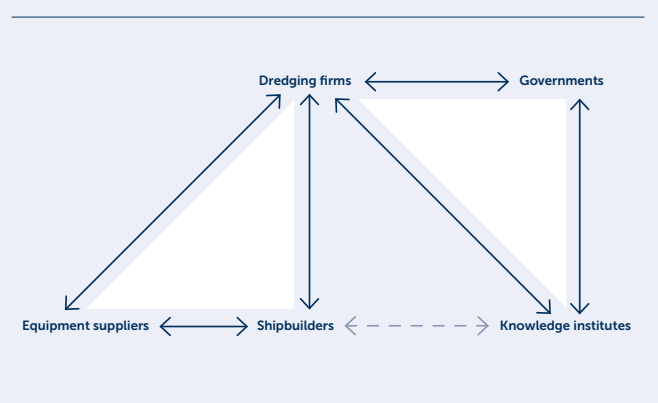 Dredging firms
Governments
Equipment suppliers
Shipbuilders
Knowledge institutes